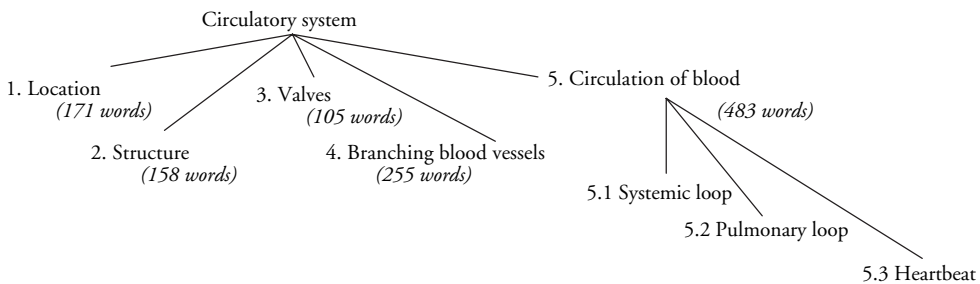 Circulatory system
1. Location
(171 words)
2. Structure
(158 words)
3. Valves
(105 words)
4. Branching blood vessels
(255 words)
5. Circulation of blood
(483 words)
5.1 Systemic loop
5.2 Pulmonary loop
5.3 Heartbeat